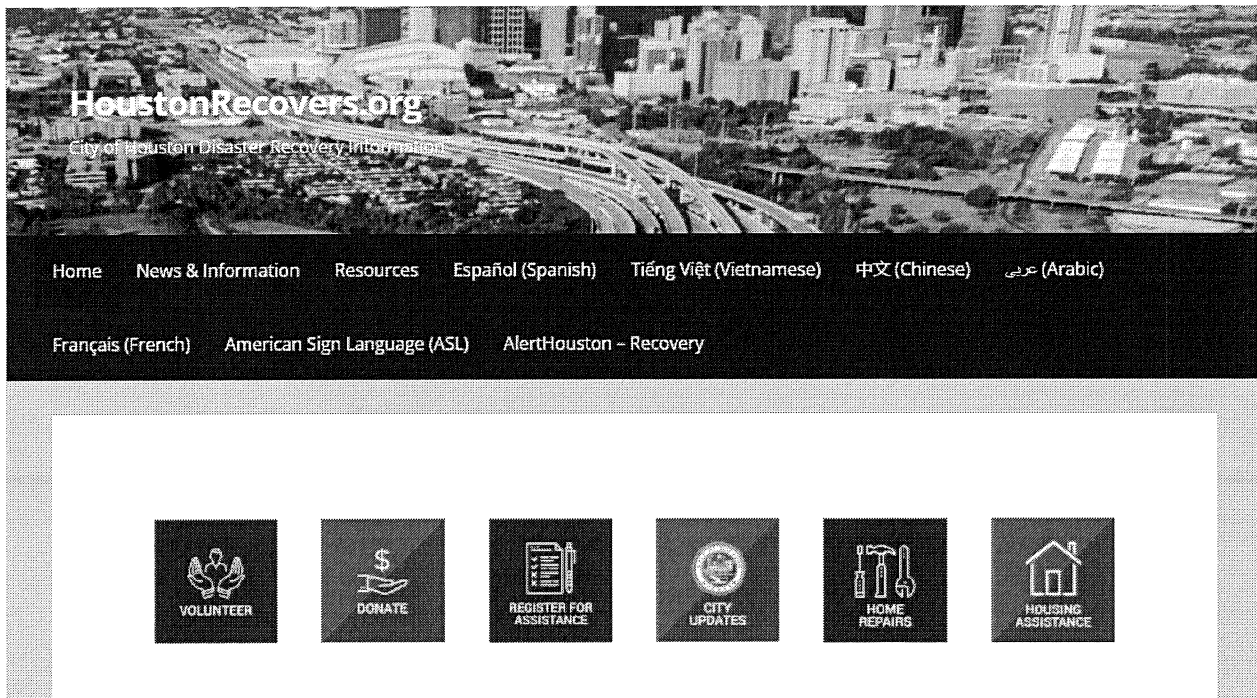 HoustonRecovers.org
City of Houston Disaster Recovery Information
Home News & Information Resources Español (Spanish) Tiếng Việt (Vietnamese) 中文 (Chinese) عربى (Arabic)
Français (French) American Sign Language (ASL) AlertHouston – Recovery
VOLUNTEER
DONATE
REGISTER FOR
ASSISTANCE
CITY
UPDATES
HOME
REPAIRS
HOUSING
ASSISTANCE